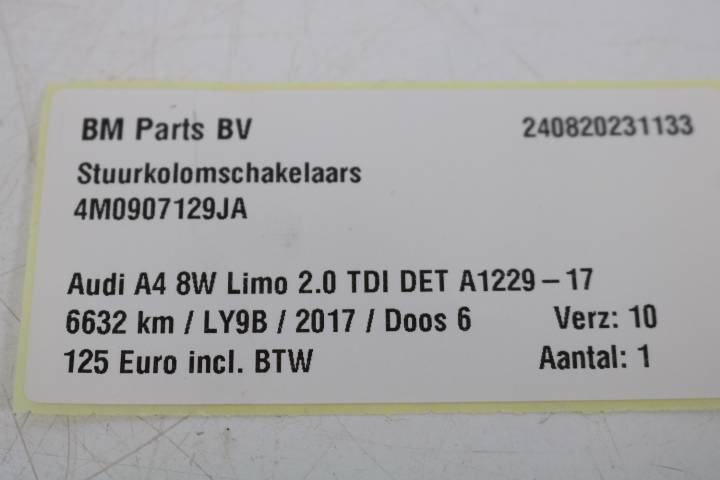 BM Parts BV 240820231133
Stuurkolomschakelaars
4M0907129JA
Audi A4 8W Limo 2.0 TDI DET A1229-17
6632 km / LY9B / 2017 / Doos 6 Verz: 10
125 Euro incl. BTW Aantal: 1